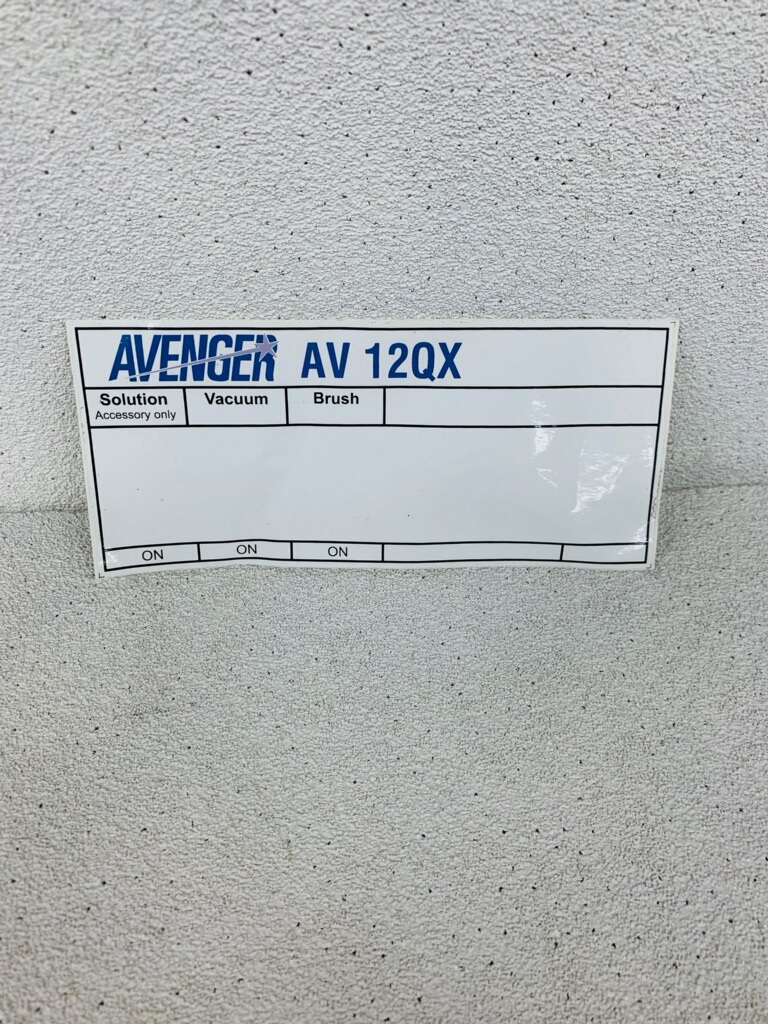 AVENGER AV 12QX
Solution Vacuum Brush
Accessory only
ON ON ON